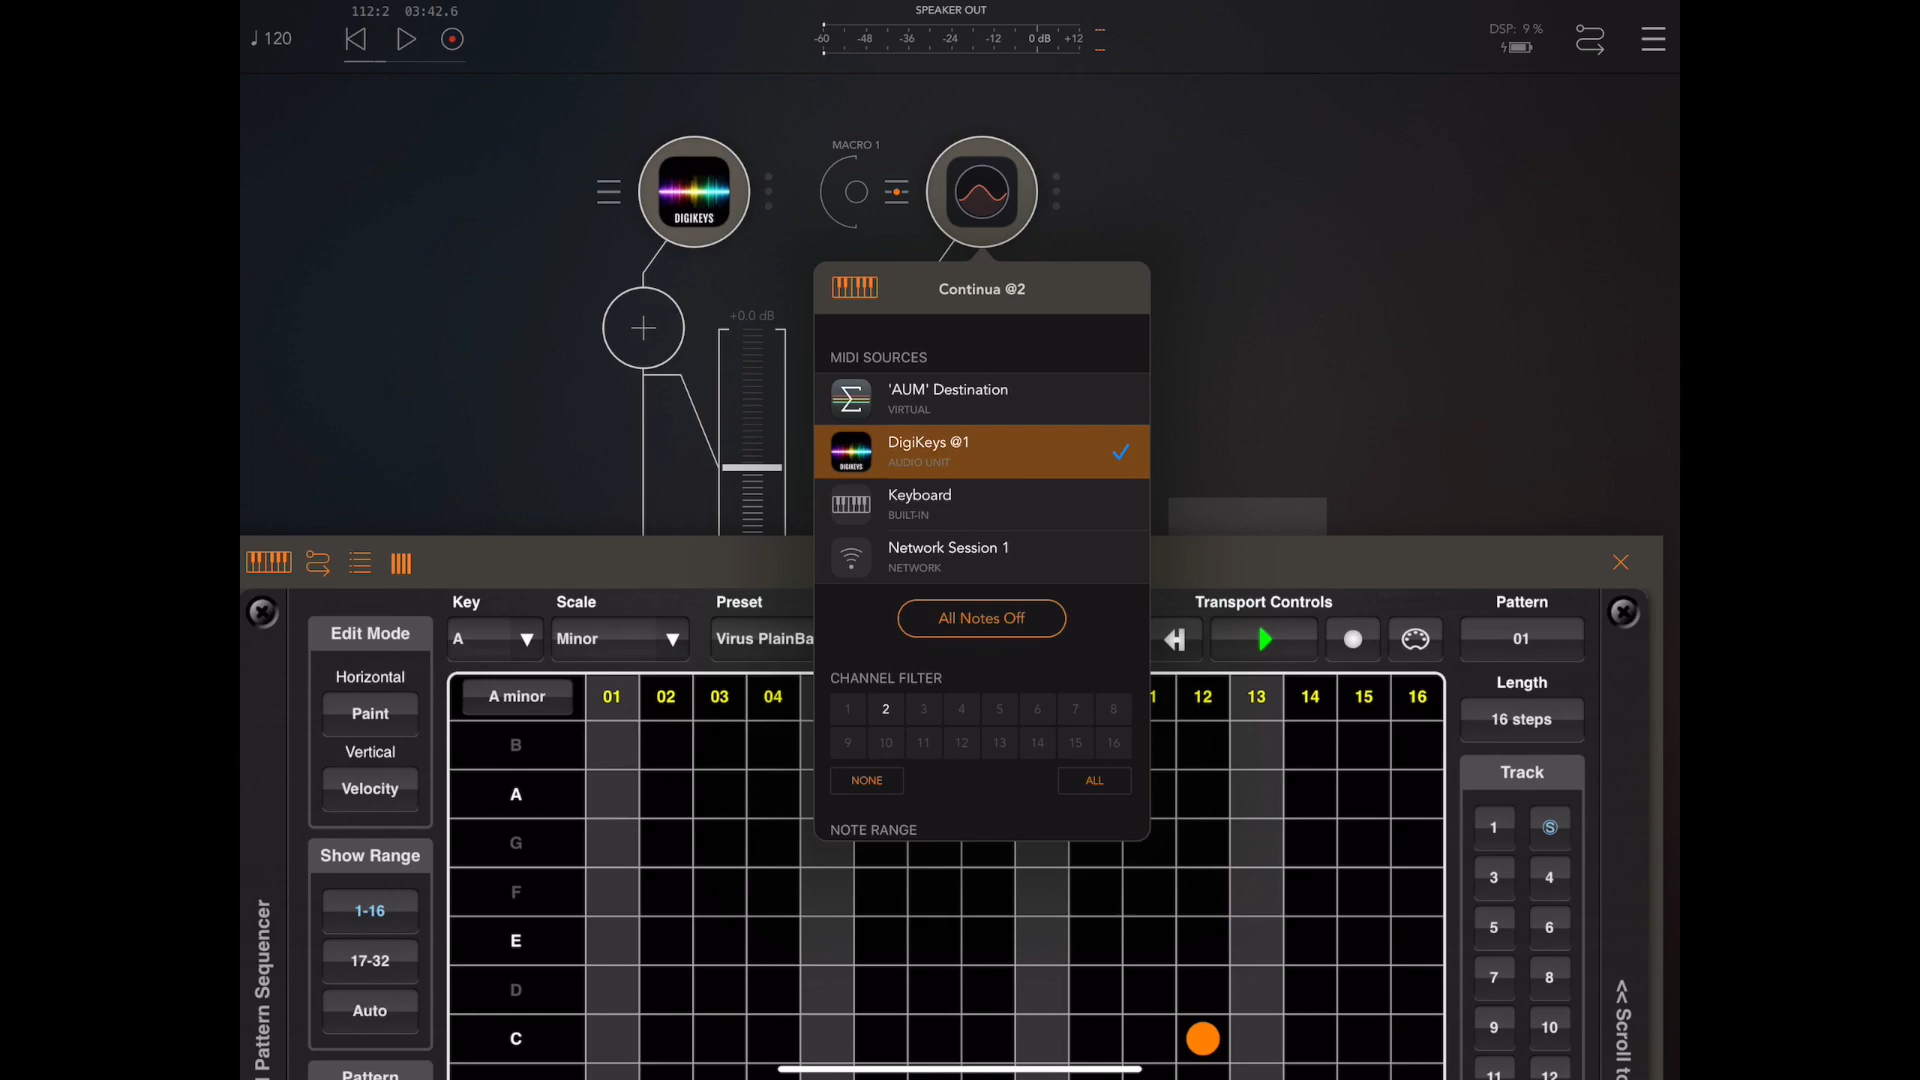 112:2 03:42.6
♩ 120
SPEAKER OUT
-60 -48 -36 -24 -12 0 dB +12
DSP: 9 %
MACRO 1
DIGIKEYS
+0.0 dB
Continua @2
MIDI SOURCES
'AUM' Destination
VIRTUAL
DigiKeys @1
AUDIO UNIT
DIGIKEYS
Keyboard
BUILT-IN
Network Session 1
NETWORK
All Notes Off
CHANNEL FILTER
1 2 3 4 5 6 7 8
9 10 11 12 13 14 15 16
NONE ALL
NOTE RANGE
Key Scale Preset Transport Controls Pattern
A Minor Virus PlainBa 01
Edit Mode
Horizontal
Paint
Vertical
Velocity
Show Range
1-16
17-32
Auto
Pattern
Pattern Sequencer
A minor 01 02 03 04 12 13 14 15 16
B
A
G
F
E
D
C
Length
16 steps
Track
1 S
3 4
5 6
7 8
9 10
11 12
<< Scroll to